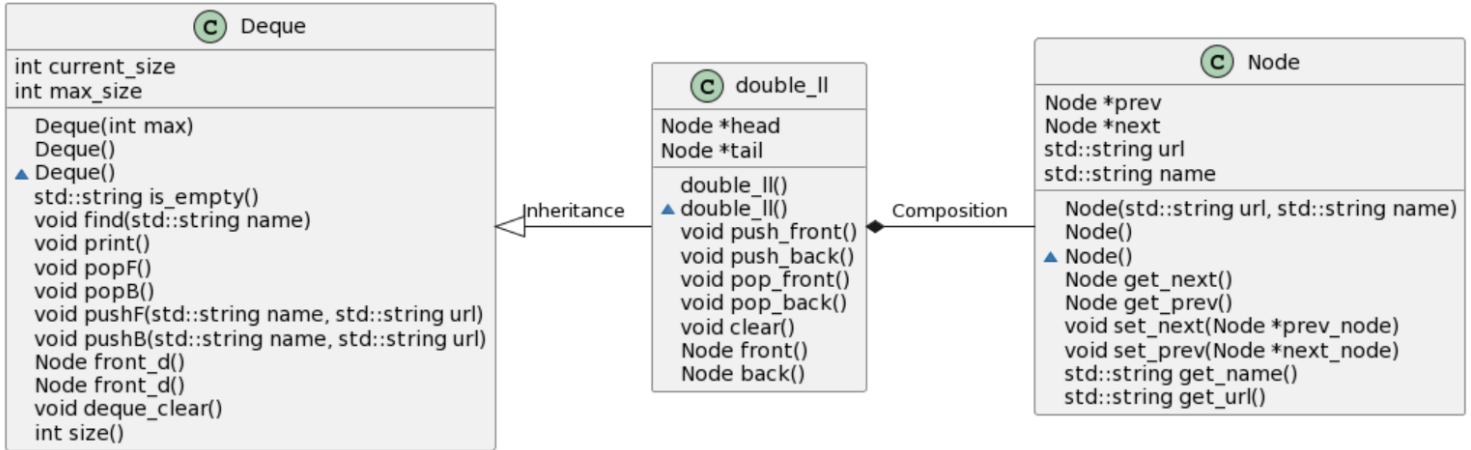 C Deque
int current_size
int max_size
Deque(int max)
Deque()
Deque()
std::string is_empty()
void find(std::string name)
void print()
void popF()
void popB()
void pushF(std::string name, std::string url)
void pushB(std::string name, std::string url)
Node front_d()
Node front_d()
void deque_clear()
int size()
Inheritance
C double_ll
Node *head
Node *tail
double_ll()
double_ll()
void push_front()
void push_back()
void pop_front()
void pop_back()
void clear()
Node front()
Node back()
Composition
C Node
Node *prev
Node *next
std::string url
std::string name
Node(std::string url, std::string name)
Node()
Node()
Node get_next()
Node get_prev()
void set_next(Node *prev_node)
void set_prev(Node *next_node)
std::string get_name()
std::string get_url()